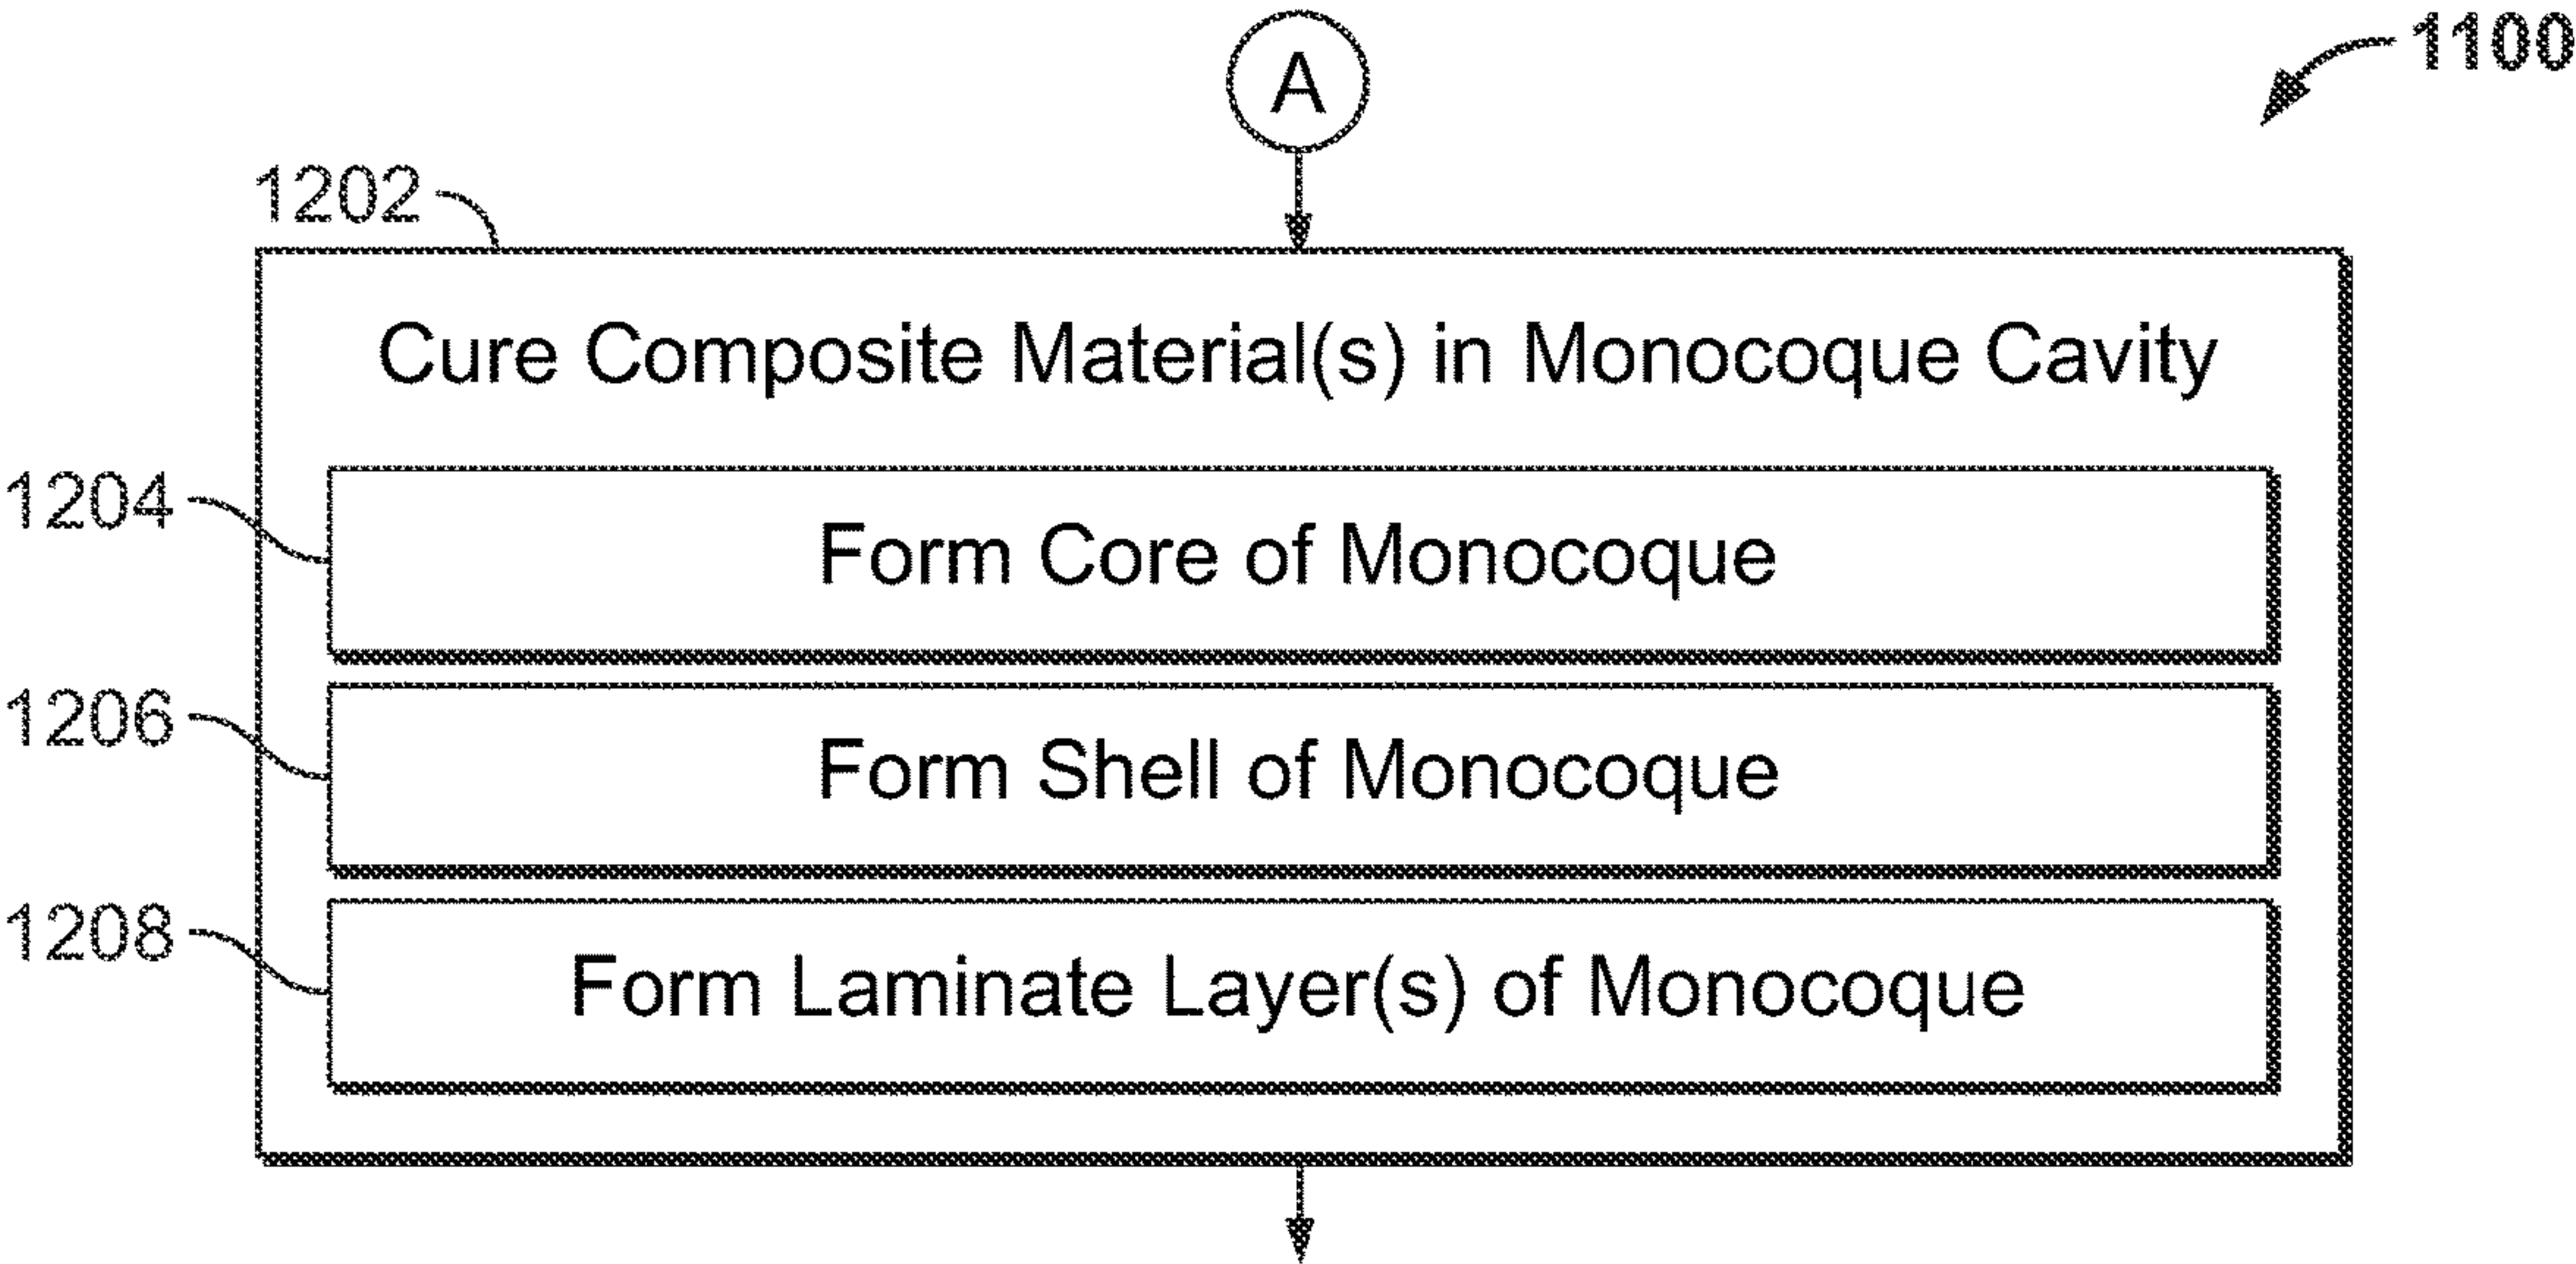 A
1100
1202
Cure Composite Material(s) in Monocoque Cavity
1204
Form Core of Monocoque
1206
Form Shell of Monocoque
1208
Form Laminate Layer(s) of Monocoque